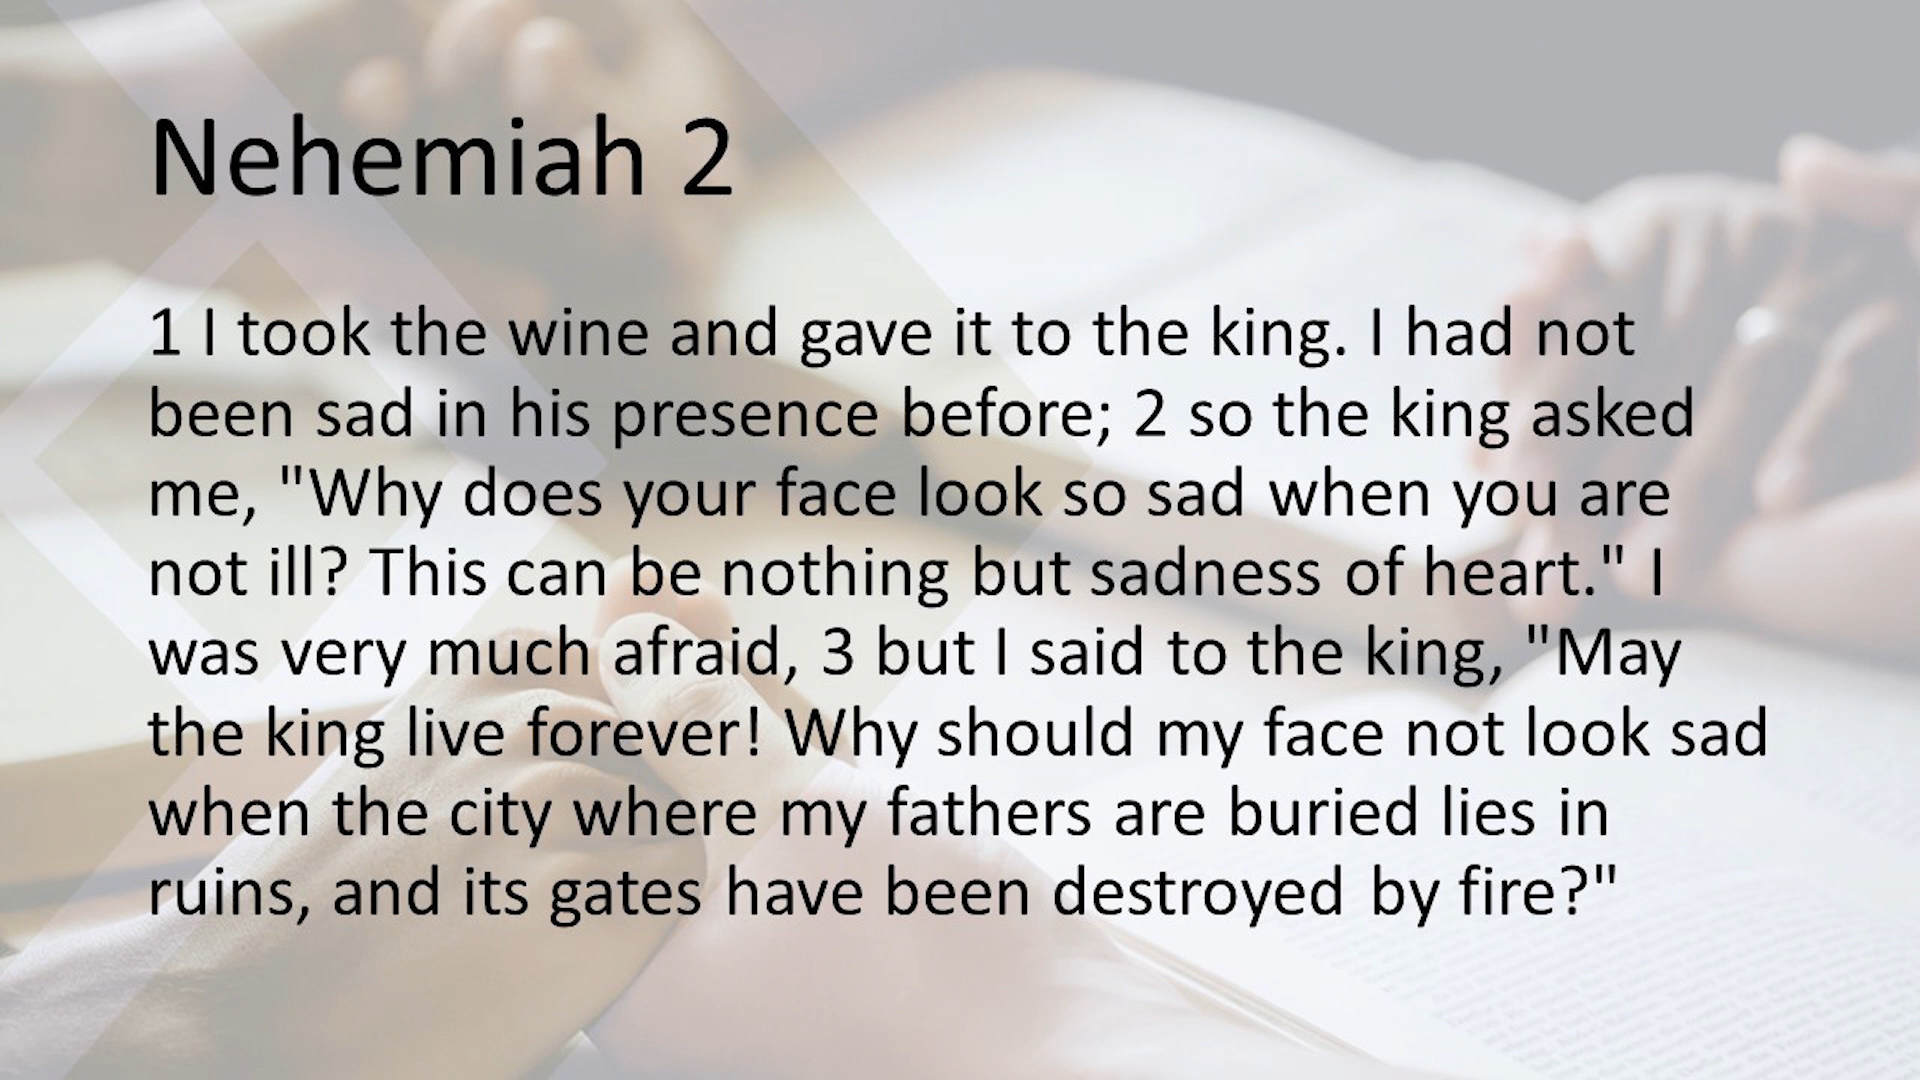 Nehemiah 2
1 I took the wine and gave it to the king. I had not
been sad in his presence before; 2 so the king asked
me, "Why does your face look so sad when you are
not ill? This can be nothing but sadness of heart." I
was very much afraid, 3 but I said to the king, "May
the king live forever! Why should my face not look sad
when the city where my fathers are buried lies in
ruins, and its gates have been destroyed by fire?"